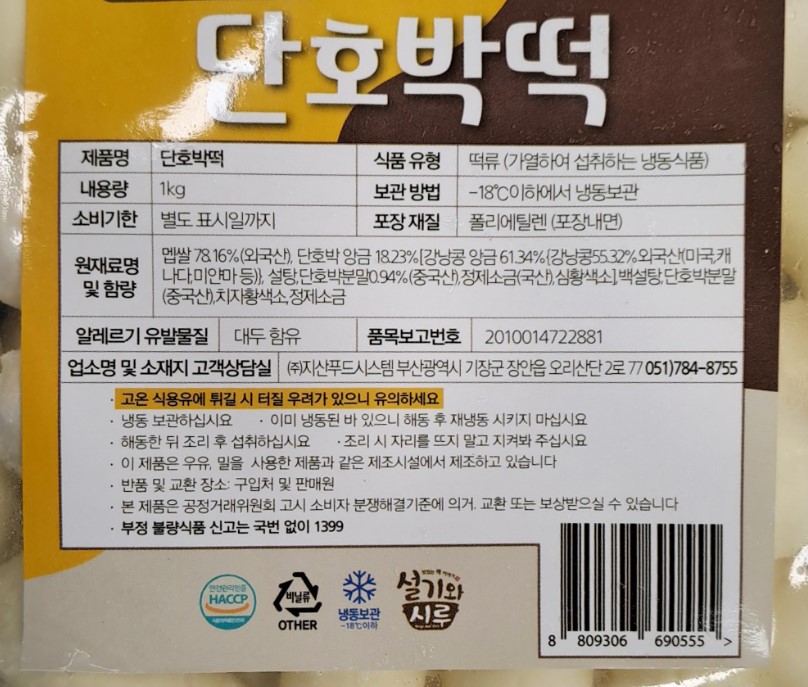 단호박떡
제품명 단호박떡 식품 유형 떡류 (가열하여 섭취하는 냉동식품)
내용량 1kg 보관 방법 -18℃이하에서 냉동보관
소비기한 별도 표시일까지 포장 재질 폴리에틸렌 (포장내면)
원재료명 및 함량
멥쌀 78.16%(외국산), 단호박 앙금 18.23%[강낭콩 앙금 61.34%{강낭콩55.32%외국산(미국,캐
나다,미얀마 등)}, 설탕,단호박분말0.94%(중국산),정제소금(국산),심황색소],백설탕,단호박분말
(중국산),치자황색소,정제소금
알레르기 유발물질 대두 함유 품목보고번호 2010014722881
업소명 및 소재지 고객상담실 ㈜지산푸드시스템 부산광역시 기장군 장안읍 오리산단 2로 77 051)784-8755
· 고온 식용유에 튀길 시 터질 우려가 있으니 유의하세요
· 냉동 보관하십시요 · 이미 냉동된 바 있으니 해동 후 재냉동 시키지 마십시요
· 해동한 뒤 조리 후 섭취하십시요 · 조리 시 자리를 뜨지 말고 지켜봐 주십시요
· 이 제품은 우유, 밀을 사용한 제품과 같은 제조시설에서 제조하고 있습니다
· 반품 및 교환 장소: 구입처 및 판매원
· 본 제품은 공정거래위원회 고시 소비자 분쟁해결기준에 의거. 교환 또는 보상받으실 수 있습니다
· 부정 불량식품 신고는 국번 없이 1399
HACCP
비닐류
OTHER
냉동보관
-18℃이하
설기와
시루
8 809306 690555 >